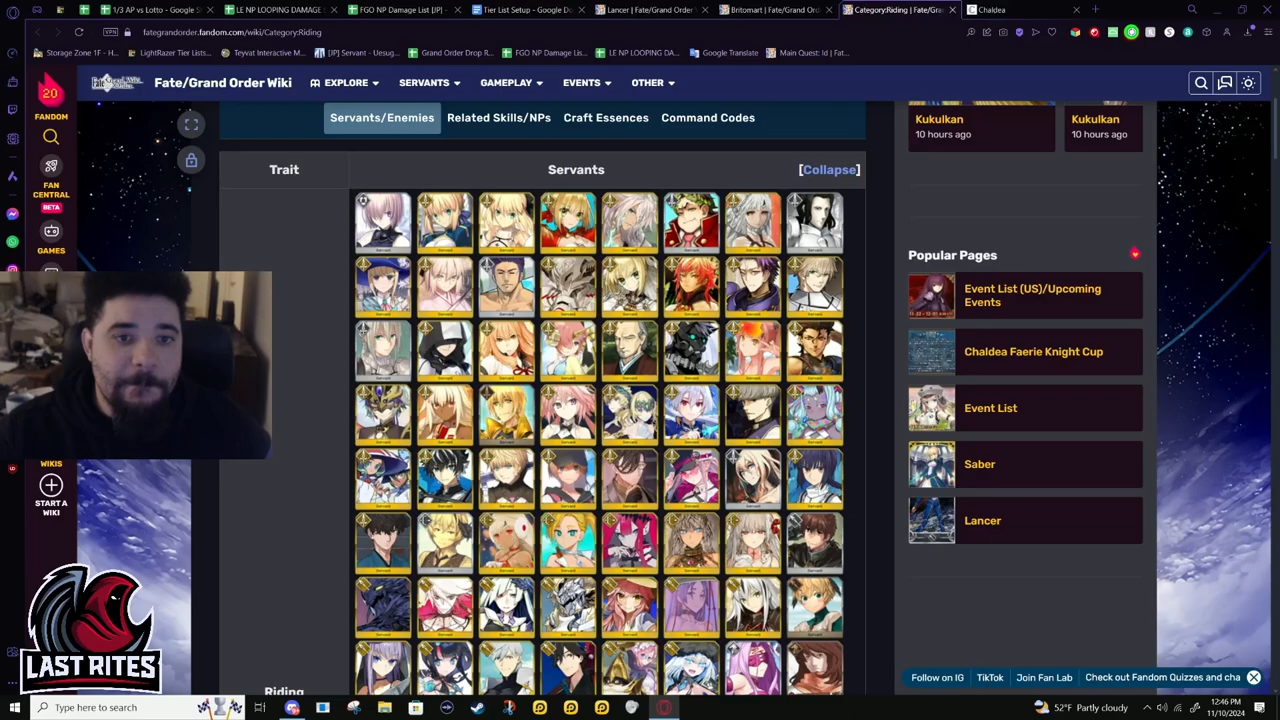 1/3 AP vs Lotto - Google S
LE NP LOOPING DAMAGE
FGO NP Damage List [JP] -
Tier List Setup - Google Do
Lancer | Fate/Grand Order
Britomart | Fate/Grand Ord
Category:Riding | Fate/Gra
Chaldea
VPN
fategrandorder.fandom.com/wiki/Category:Riding
Storage Zone 1F - H...
LightRazer Tier Lists...
Teyvat Interactive M...
[JP] Servant - Uesug...
Grand Order Drop R...
FGO NP Damage Lis...
LE NP LOOPING DA...
Google Translate
Main Quest: Id | Fat...
20
FANDOM
FAN
CENTRAL
BETA
GAMES
WIKIS
START A
WIKI
Fate/Grand Order Wiki
EXPLORE
SERVANTS
GAMEPLAY
EVENTS
OTHER
Servants/Enemies
Related Skills/NPs
Craft Essences
Command Codes
Trait
Servants
[Collapse]
Riding
Kukulkan
10 hours ago
Kukulkan
10 hours ago
Popular Pages
Event List (US)/Upcoming
Events
Chaldea Faerie Knight Cup
Event List
Saber
Lancer
Follow on IG
TikTok
Join Fan Lab
Check out Fandom Quizzes and cha
LAST RITES
Type here to search
52°F Partly cloudy
12:46 PM
11/10/2024